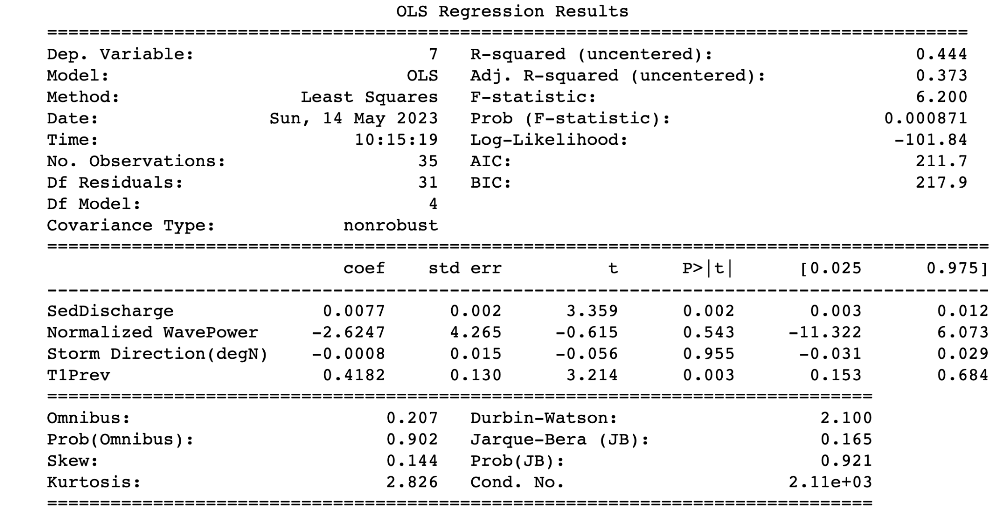 OLS Regression Results
==============================================================================
Dep. Variable: 7 R-squared (uncentered): 0.444
Model: OLS Adj. R-squared (uncentered): 0.373
Method: Least Squares F-statistic: 6.200
Date: Sun, 14 May 2023 Prob (F-statistic): 0.000871
Time: 10:15:19 Log-Likelihood: -101.84
No. Observations: 35 AIC: 211.7
Df Residuals: 31 BIC: 217.9
Df Model: 4
Covariance Type: nonrobust
==============================================================================
coef std err t P>|t| [0.025 0.975]
------------------------------------------------------------------------------
SedDischarge 0.0077 0.002 3.359 0.002 0.003 0.012
Normalized WavePower -2.6247 4.265 -0.615 0.543 -11.322 6.073
Storm Direction(degN) -0.0008 0.015 -0.056 0.955 -0.031 0.029
T1Prev 0.4182 0.130 3.214 0.003 0.153 0.684
==============================================================================
Omnibus: 0.207 Durbin-Watson: 2.100
Prob(Omnibus): 0.902 Jarque-Bera (JB): 0.165
Skew: 0.144 Prob(JB): 0.921
Kurtosis: 2.826 Cond. No. 2.11e+03
==============================================================================